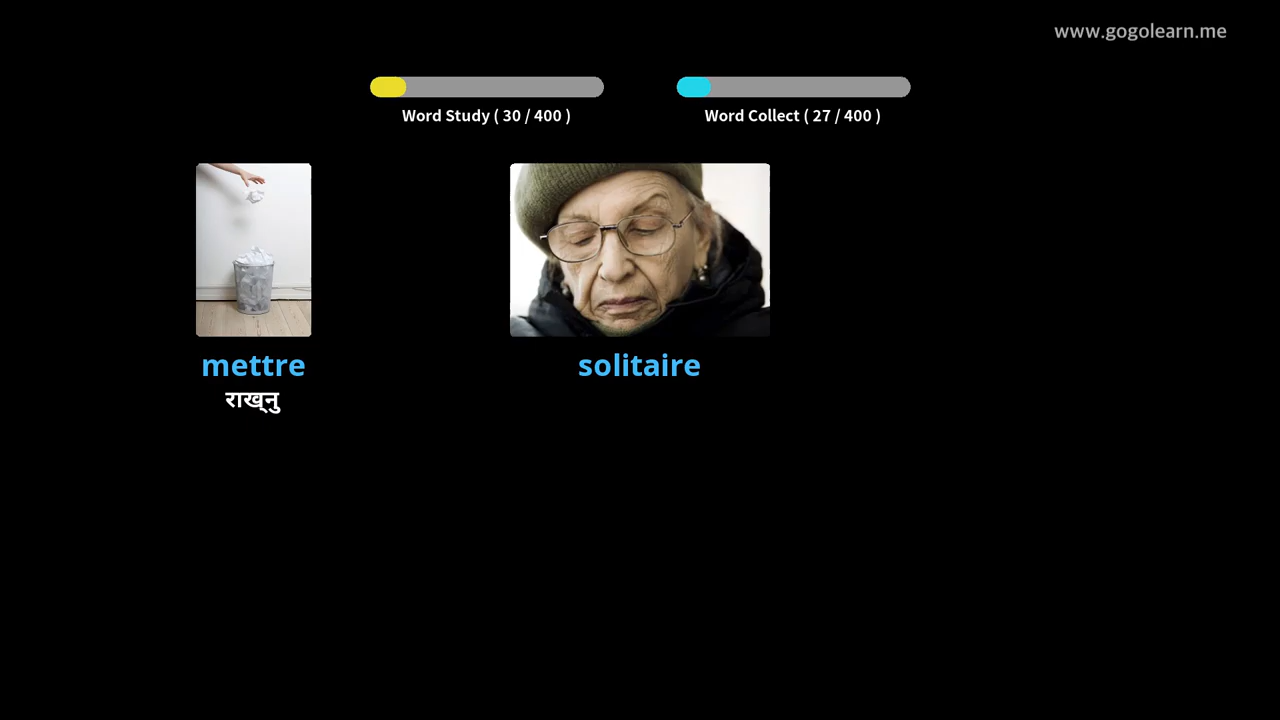 www.gogolearn.me
Word Study ( 30 / 400 )
Word Collect ( 27 / 400 )
mettre
राख्नु
solitaire